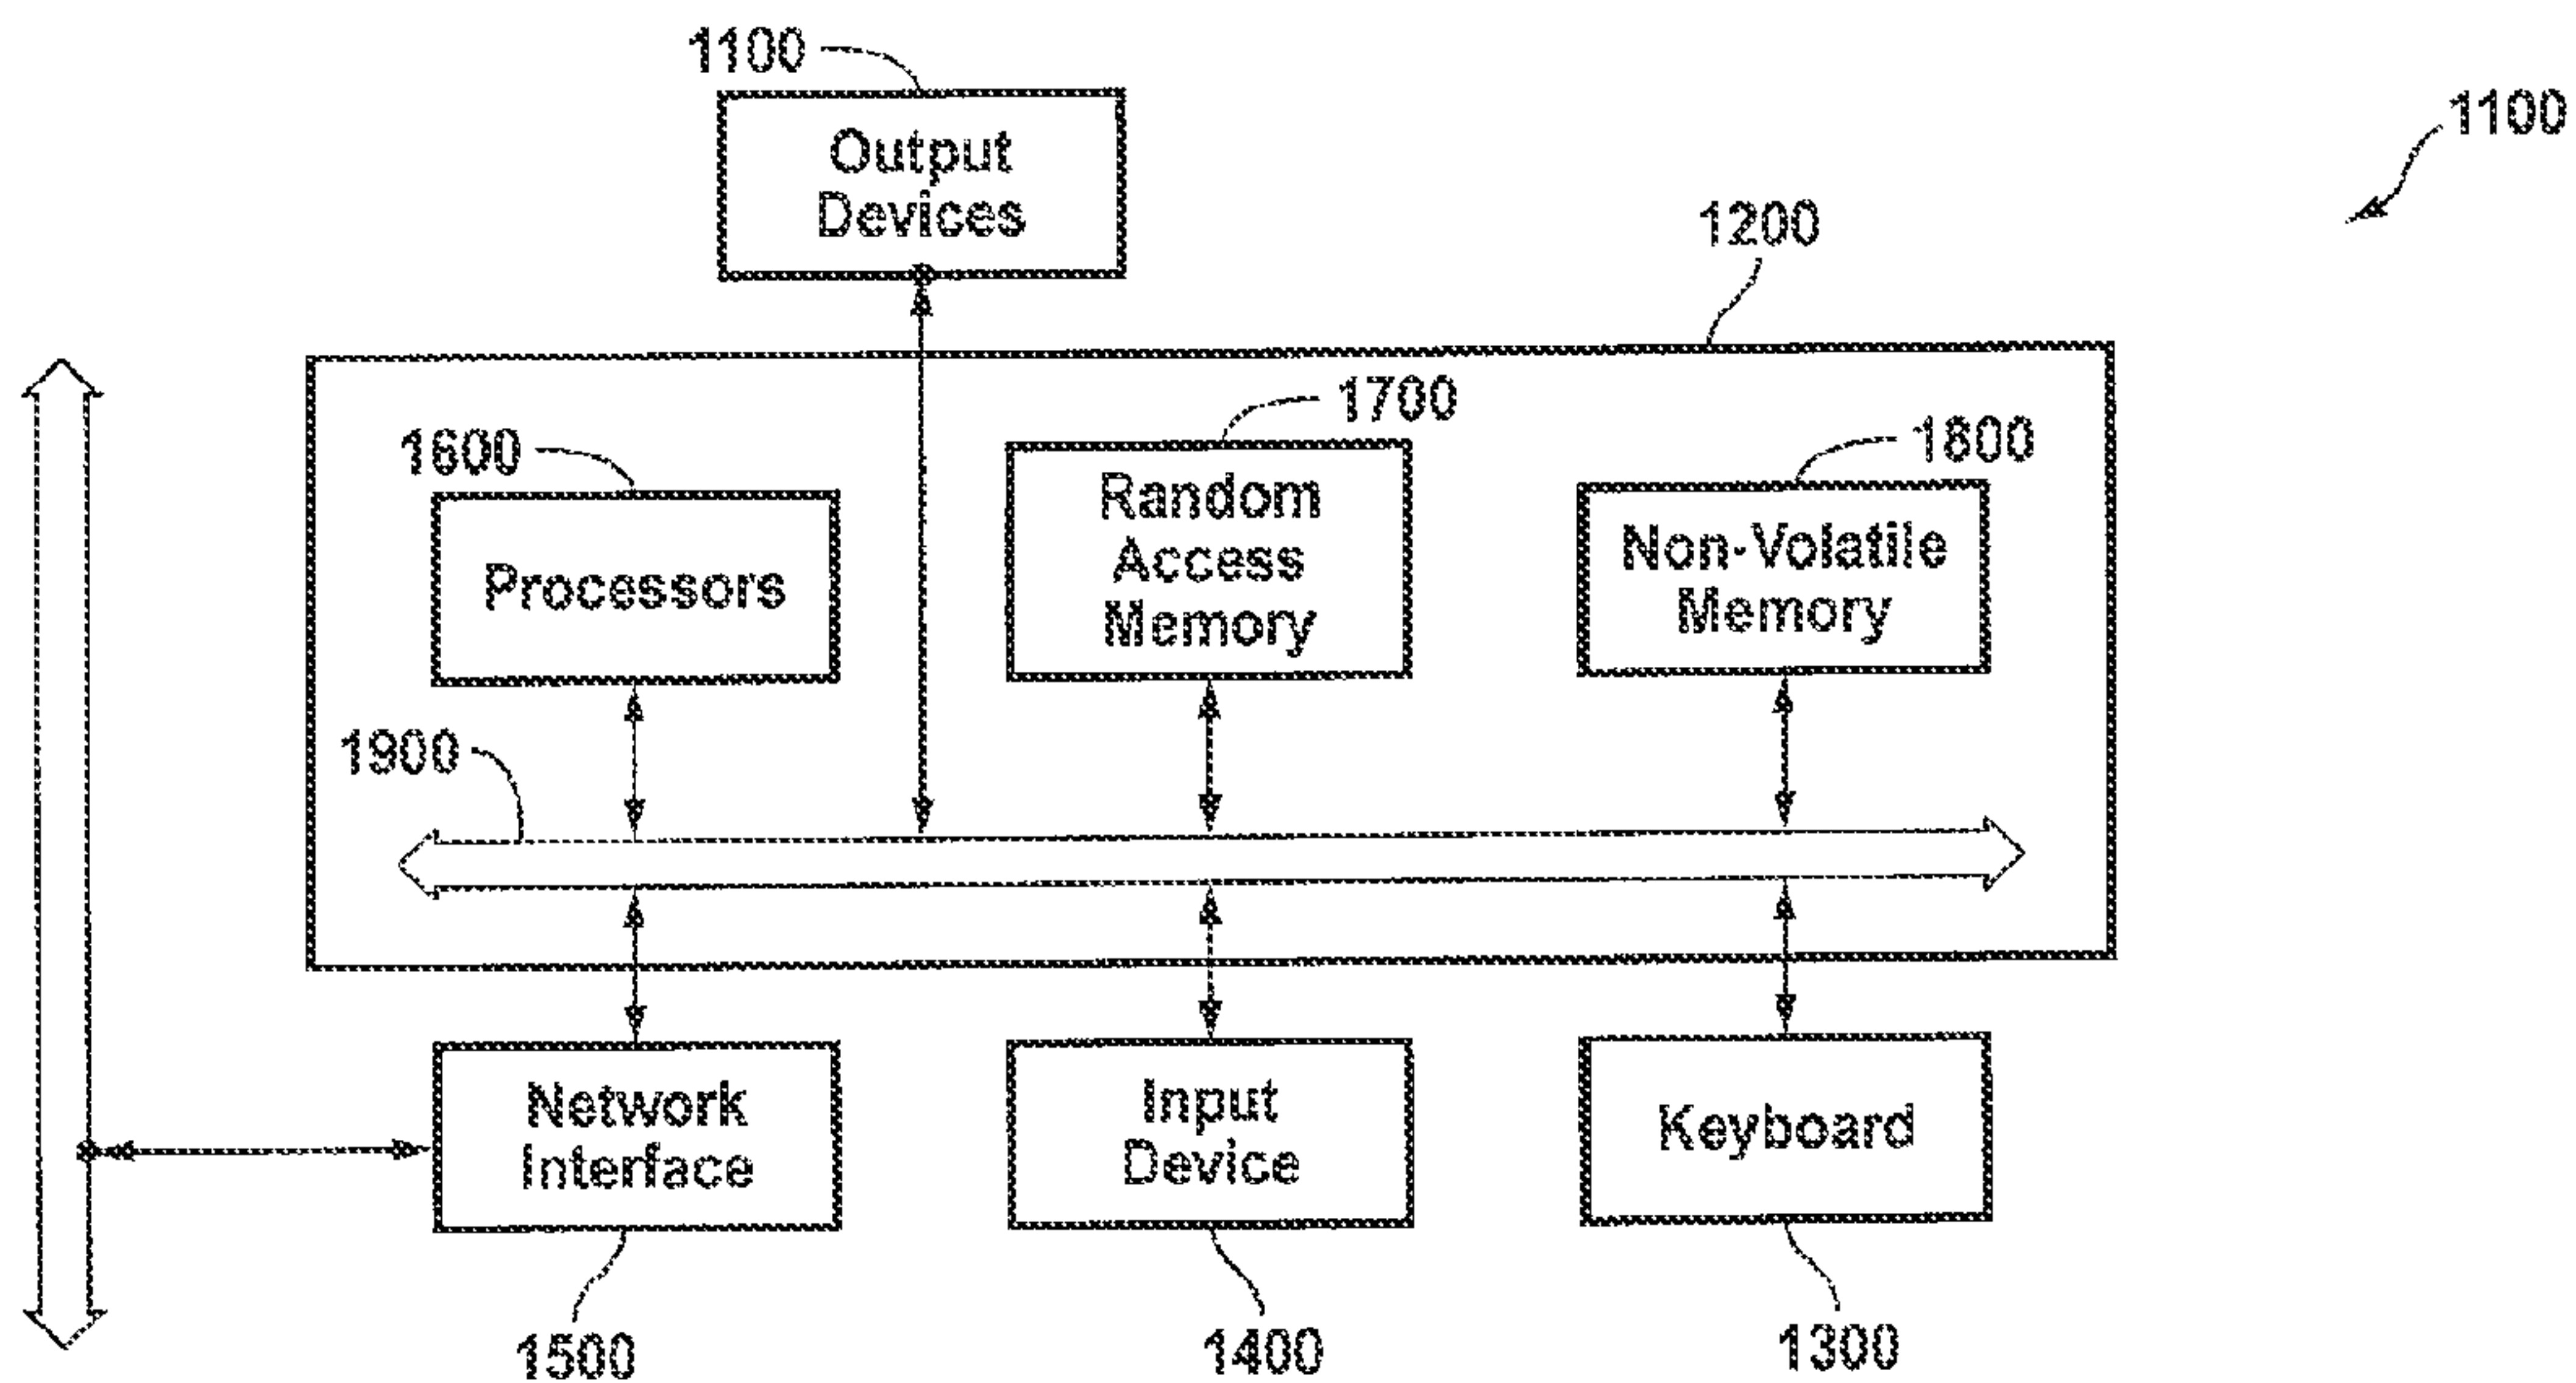 1100
Output
Devices
1100
1200
1700
1600
1800
Random
Access
Memory
Non-Volatile
Memory
Processors
1900
Network
Interface
Input
Device
Keyboard
1500
1400
1300